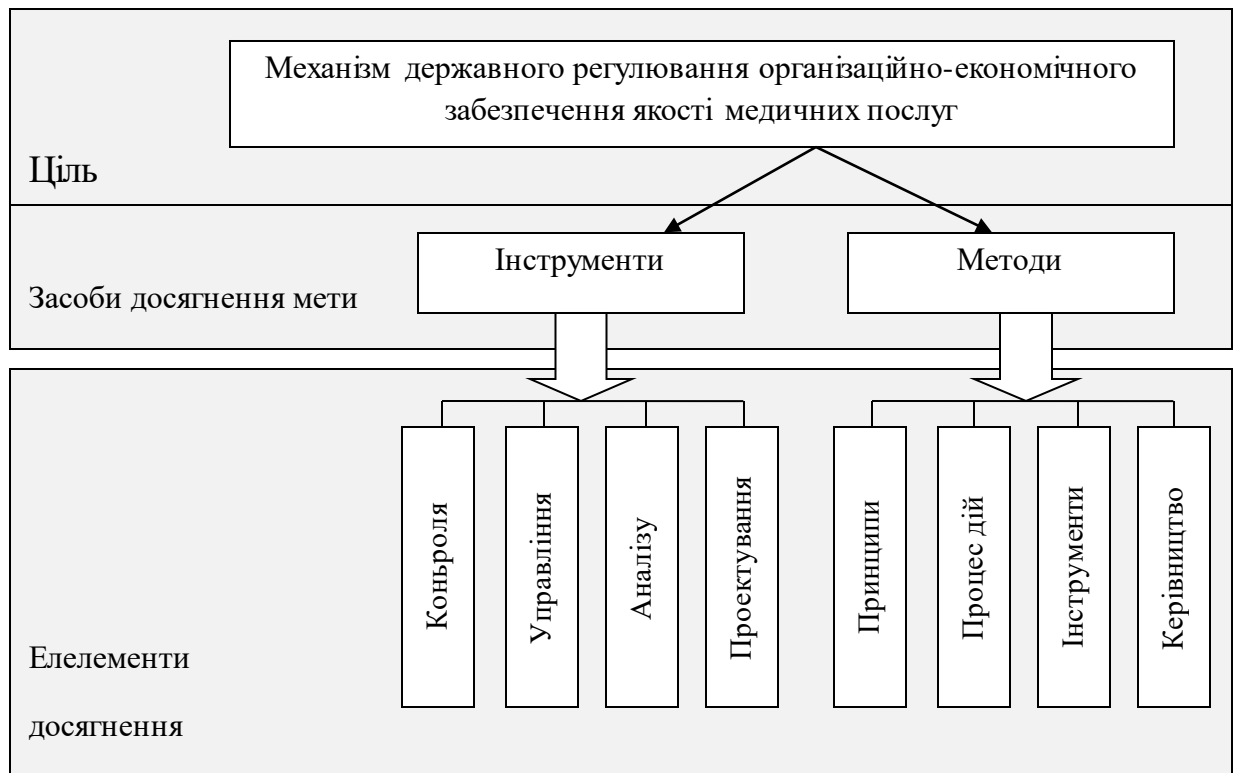 Механізм державного регулювання організаційно-економічного
забезпечення якості медичних послуг
Ціль
Інструменти
Методи
Засоби досягнення мети
Коньроля
Управління
Аналізу
Проектування
Принципи
Процес дій
Інструменти
Керівництво
Елелементи
досягнення